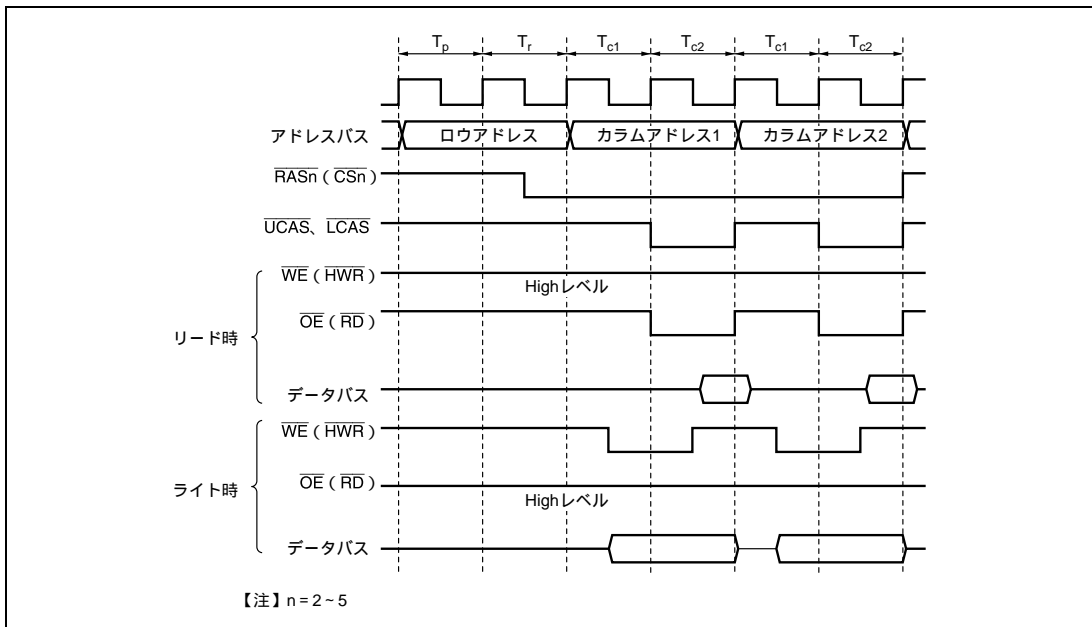 Tp Tr Tc1 Tc2 Tc1 Tc2
アドレスバス ロウアドレス カラムアドレス1 カラムアドレス2
RASn（CSn）
UCAS、LCAS
WE（HWR）
Highレベル
OE（RD）
リード時
データバス
WE（HWR）
OE（RD）
ライト時
Highレベル
データバス
【注】n=2~5